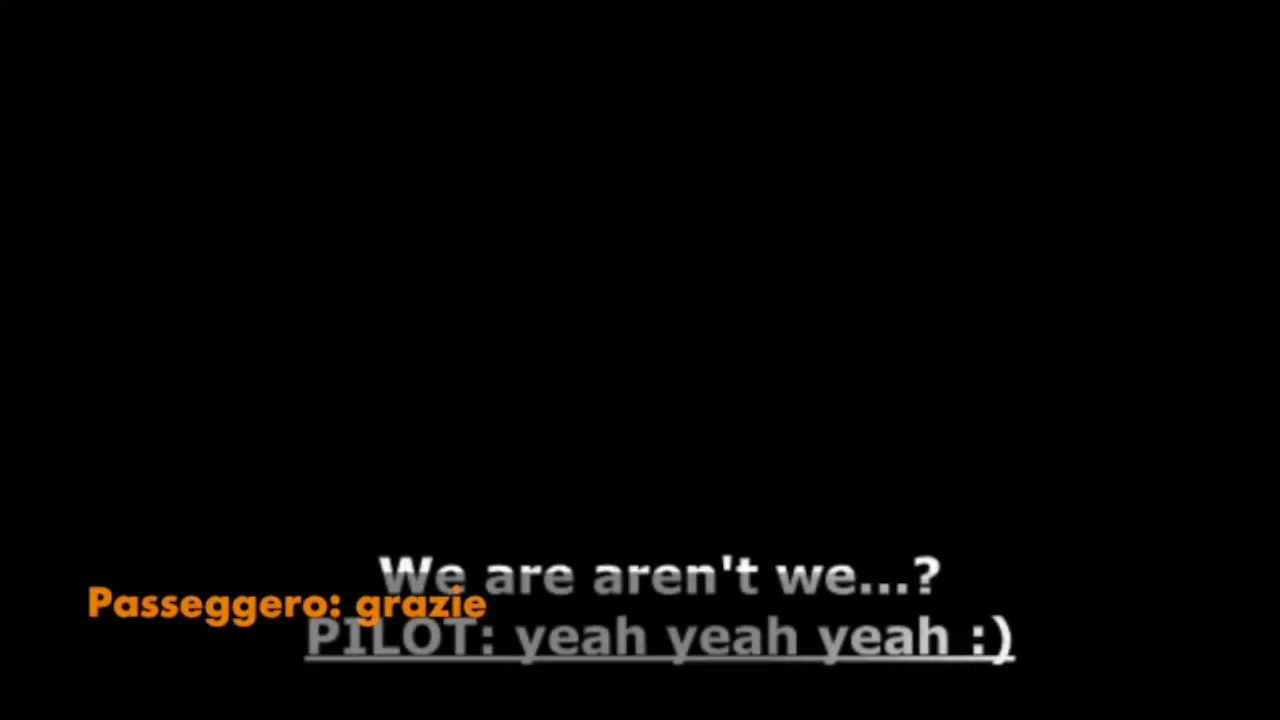 We are aren't we...?
Passeggero: grazie
PILOT: yeah yeah yeah :)